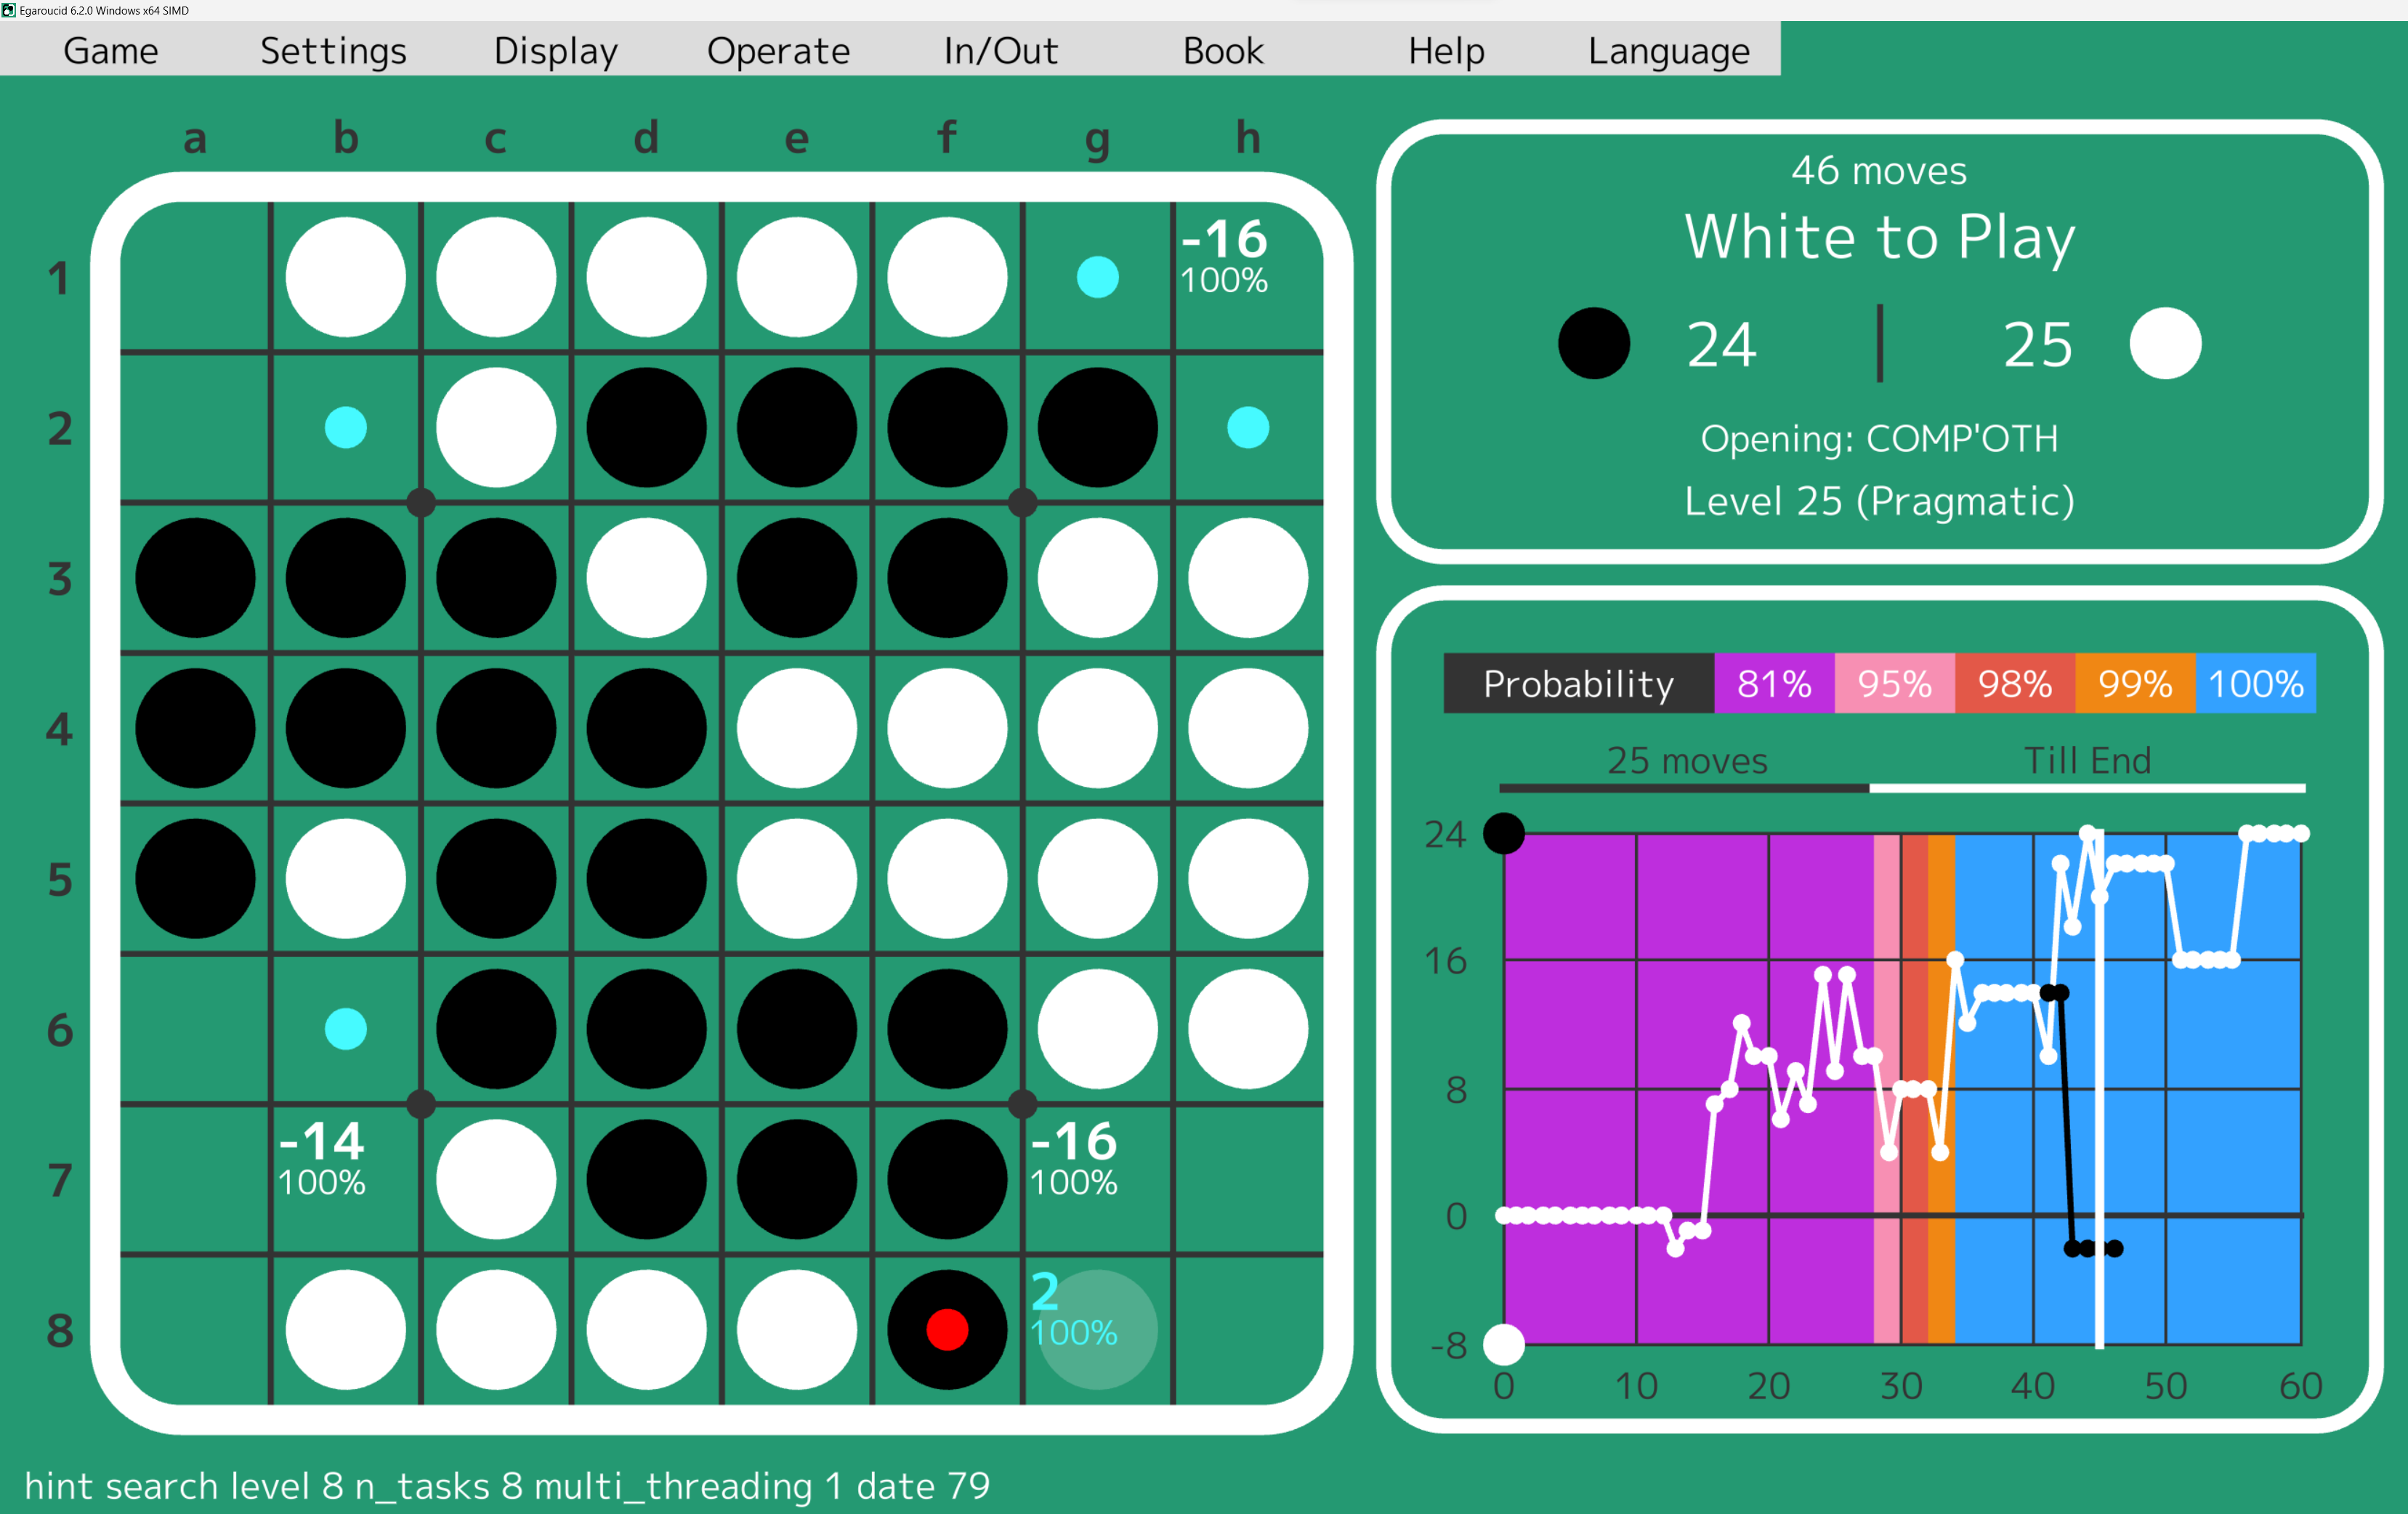 Egaroucid 6.2.0 Windows x64 SIMD
Game Settings Display Operate In/Out Book Help Language
a b c d e f g h
1
-16
100%
2
3
4
5
6
7
-14
100%
-16
100%
8
2
100%
46 moves
White to Play
24 25
Opening: COMP'OTH
Level 25 (Pragmatic)
Probability 81% 95% 98% 99% 100%
25 moves Till End
24
16
8
0
-8
0 10 20 30 40 50 60
hint search level 8 n_tasks 8 multi_threading 1 date 79